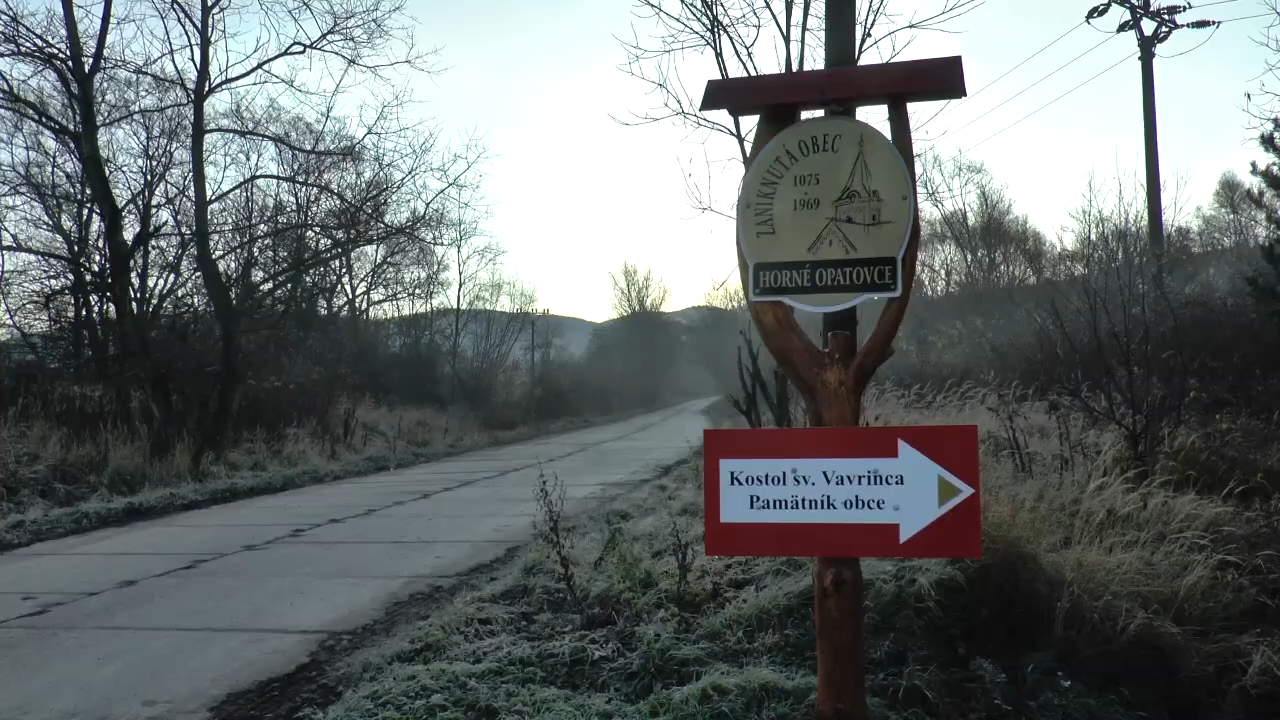 ZANIKNUTÁ OBEC
1075
-
1969
HORNÉ OPATOVCE
Kostol sv. Vavrinca
Pamätník obce